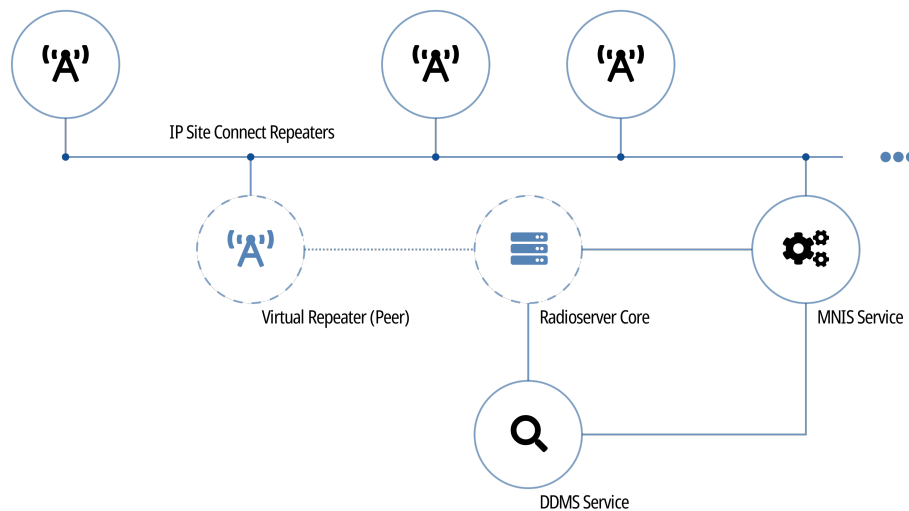 IP Site Connect Repeaters
Virtual Repeater (Peer)
Radioserver Core
MNIS Service
DDMS Service